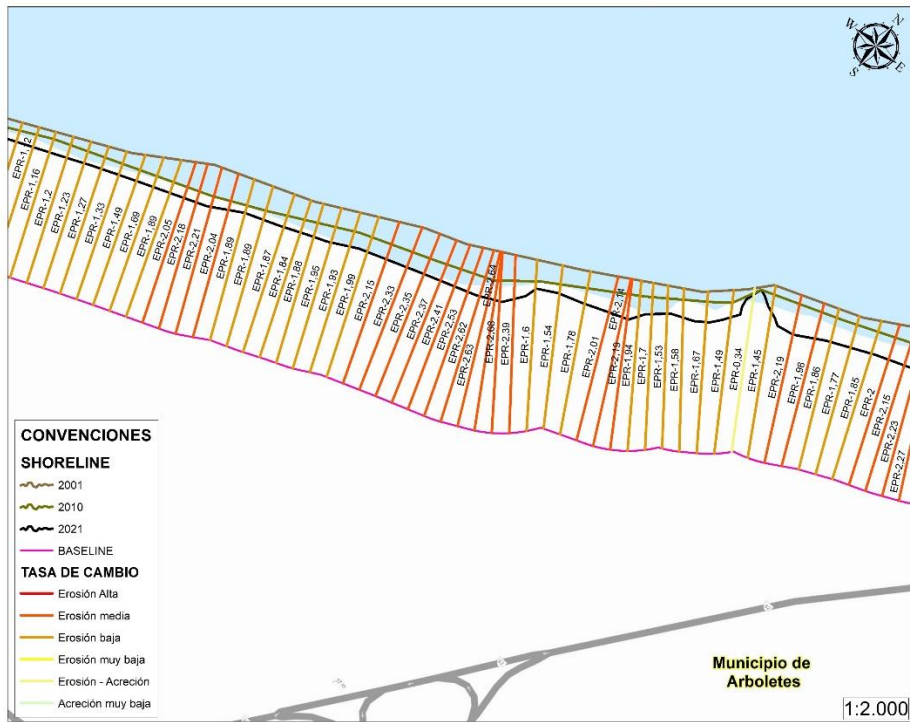 N
W
E
S
EPR-1,12
EPR-1,16
EPR-1,2
EPR-1,23
EPR-1,27
EPR-1,33
EPR-1,49
EPR-1,69
EPR-1,89
EPR-2,05
EPR-2,18
EPR-2,21
EPR-2,04
EPR-1,89
EPR-1,89
EPR-1,87
EPR-1,84
EPR-1,88
EPR-1,95
EPR-1,93
EPR-1,99
EPR-2,15
EPR-2,33
EPR-2,35
EPR-2,37
EPR-2,41
EPR-2,53
EPR-2,62
EPR-2,63
EPR-2,64
EPR-2,68
EPR-2,39
EPR-1,6
EPR-1,54
EPR-1,78
EPR-2,01
EPR-2,14
EPR-2,19
EPR-1,94
EPR-1,7
EPR-1,53
EPR-1,58
EPR-1,67
EPR-1,49
EPR-0,34
EPR-1,45
EPR-2,19
EPR-1,98
EPR-1,86
EPR-1,77
EPR-1,85
EPR-2
EPR-2,15
EPR-2,23
EPR-2,27
CONVENCIONES
SHORELINE
2001
2010
2021
BASELINE
TASA DE CAMBIO
Erosión Alta
Erosión media
Erosión baja
Erosión muy baja
Erosión - Acreción
Acreción muy baja
Municipio de
Arboletes
1:2.000